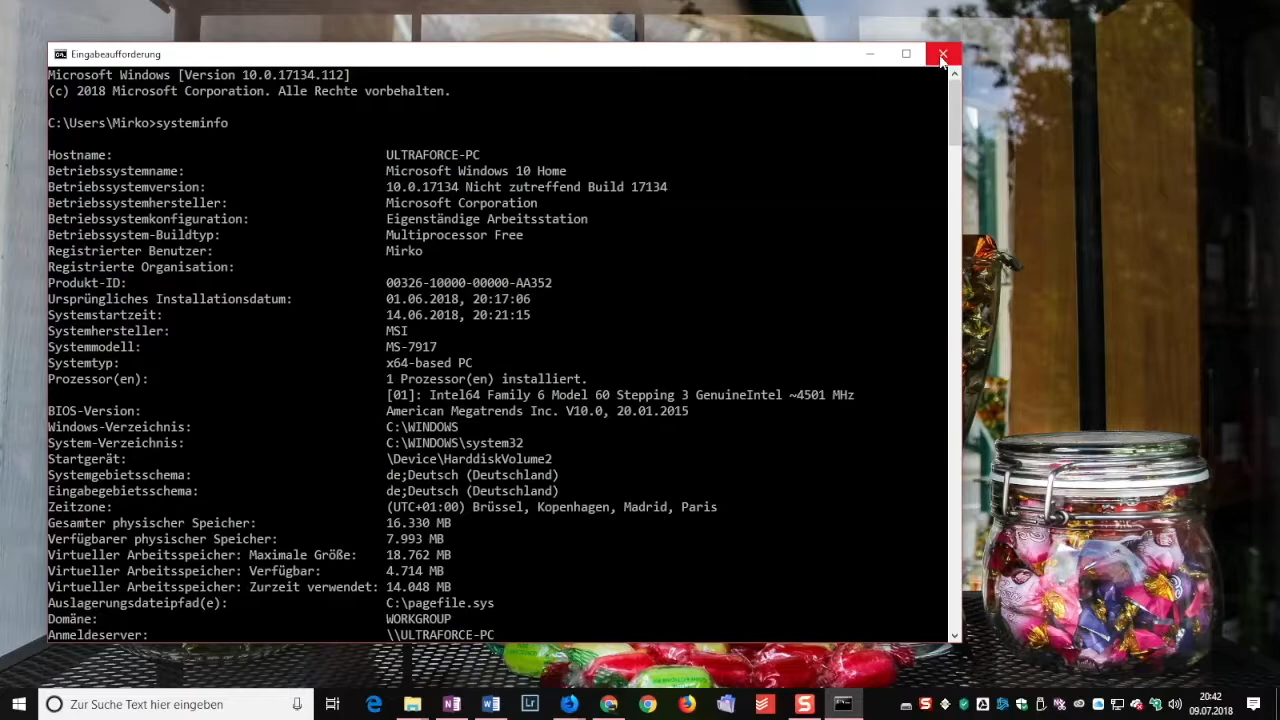 Eingabeaufforderung
Microsoft Windows [Version 10.0.17134.112]
(c) 2018 Microsoft Corporation. Alle Rechte vorbehalten.
C:\Users\Mirko>systeminfo
Hostname: ULTRAFORCE-PC
Betriebssystemname: Microsoft Windows 10 Home
Betriebssystemversion: 10.0.17134 Nicht zutreffend Build 17134
Betriebssystemhersteller: Microsoft Corporation
Betriebssystemkonfiguration: Eigenständige Arbeitsstation
Betriebssystem-Buildtyp: Multiprocessor Free
Registrierter Benutzer: Mirko
Registrierte Organisation:
Produkt-ID: 00326-10000-00000-AA352
Ursprüngliches Installationsdatum: 01.06.2018, 20:17:06
Systemstartzeit: 14.06.2018, 20:21:15
Systemhersteller: MSI
Systemmodell: MS-7917
Systemtyp: x64-based PC
Prozessor(en): 1 Prozessor(en) installiert.
[01]: Intel64 Family 6 Model 60 Stepping 3 GenuineIntel ~4501 MHz
BIOS-Version: American Megatrends Inc. V10.0, 20.01.2015
Windows-Verzeichnis: C:\WINDOWS
System-Verzeichnis: C:\WINDOWS\system32
Startgerät: \Device\HarddiskVolume2
Systemgebietsschema: de;Deutsch (Deutschland)
Eingabegebietsschema: de;Deutsch (Deutschland)
Zeitzone: (UTC+01:00) Brüssel, Kopenhagen, Madrid, Paris
Gesamter physischer Speicher: 16.330 MB
Verfügbarer physischer Speicher: 7.993 MB
Virtueller Arbeitsspeicher: Maximale Größe: 18.762 MB
Virtueller Arbeitsspeicher: Verfügbar: 4.714 MB
Virtueller Arbeitsspeicher: Zurzeit verwendet: 14.048 MB
Auslagerungsdateipfad(e): C:\pagefile.sys
Domäne: WORKGROUP
Anmeldeserver: \\ULTRAFORCE-PC
Zur Suche Text hier eingeben
20:42
09.07.2018